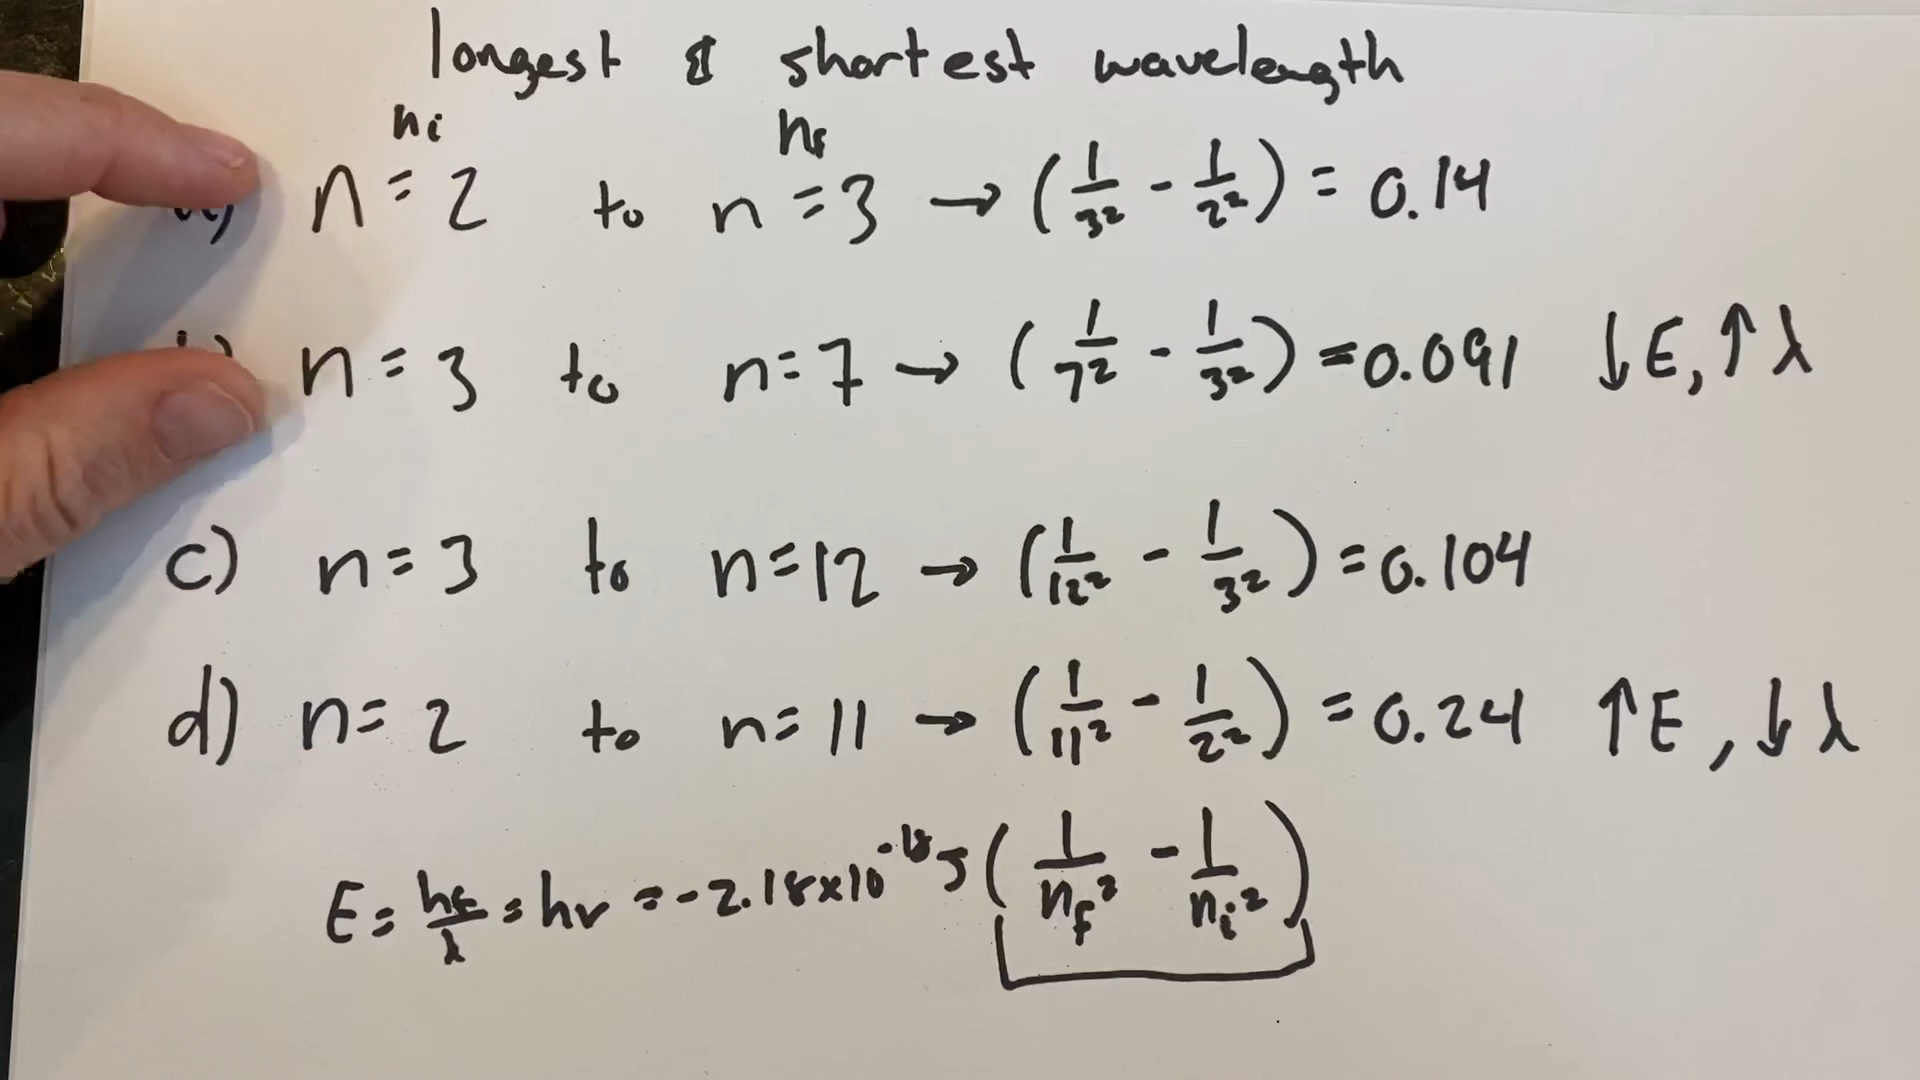 longest & shortest wavelength
ni nf
n = 2 to n = 3 → (1/3² - 1/2²) = 0.14
n = 3 to n = 7 → (1/7² - 1/3²) = 0.091 ↓E, ↑λ
c) n = 3 to n = 12 → (1/12² - 1/3²) = 0.104
d) n = 2 to n = 11 → (1/11² - 1/2²) = 0.24 ↑E, ↓λ
E = hc/λ = hν = -2.18x10⁻¹⁸J (1/nf² - 1/ni²)